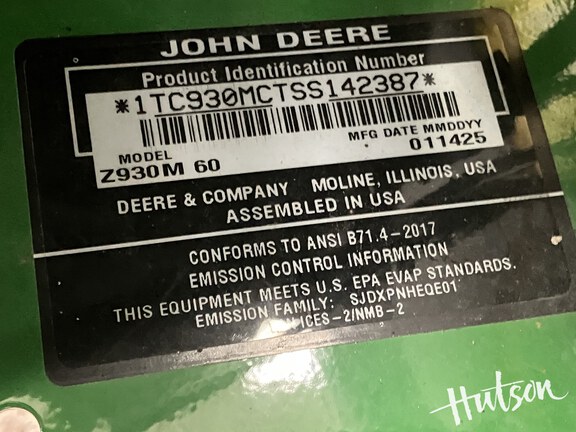 JOHN DEERE
Product Identification Number
*1TC930MCTSS142387*
MODEL MFG DATE MMDDYY
Z930M 60 011425
DEERE & COMPANY MOLINE, ILLINOIS, USA
ASSEMBLED IN USA
CONFORMS TO ANSI B71.4-2017
EMISSION CONTROL INFORMATION
THIS EQUIPMENT MEETS U.S. EPA EVAP STANDARDS.
EMISSION FAMILY: SJDXPNHEQE01
ICES-2/NMB-2
Hutson